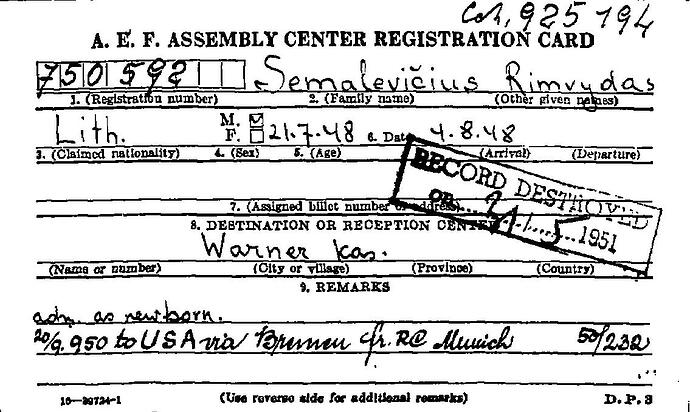 925 794
A. E. F. ASSEMBLY CENTER REGISTRATION CARD
750592 Semalevičius Rimvydas
1. (Registration number) 2. (Family name) (Other given names)
Lith. M. F. 21.7.48 6. Date 4.8.48
3. (Claimed nationality) 4. (Sex) 5. (Age) (Arrival) (Departure)
RECORD DESTROYED
ON 1951
7. (Assigned billet number or address)
8. DESTINATION OR RECEPTION CENTER
Warner Kas.
(Name or number) (City or village) (Province) (Country)
9. REMARKS
adm. as newborn.
20/9. 950 to USA via Bremen fr. RC Munich 50/232
16—39724-1 (Use reverse side for additional remarks) D. P. 3